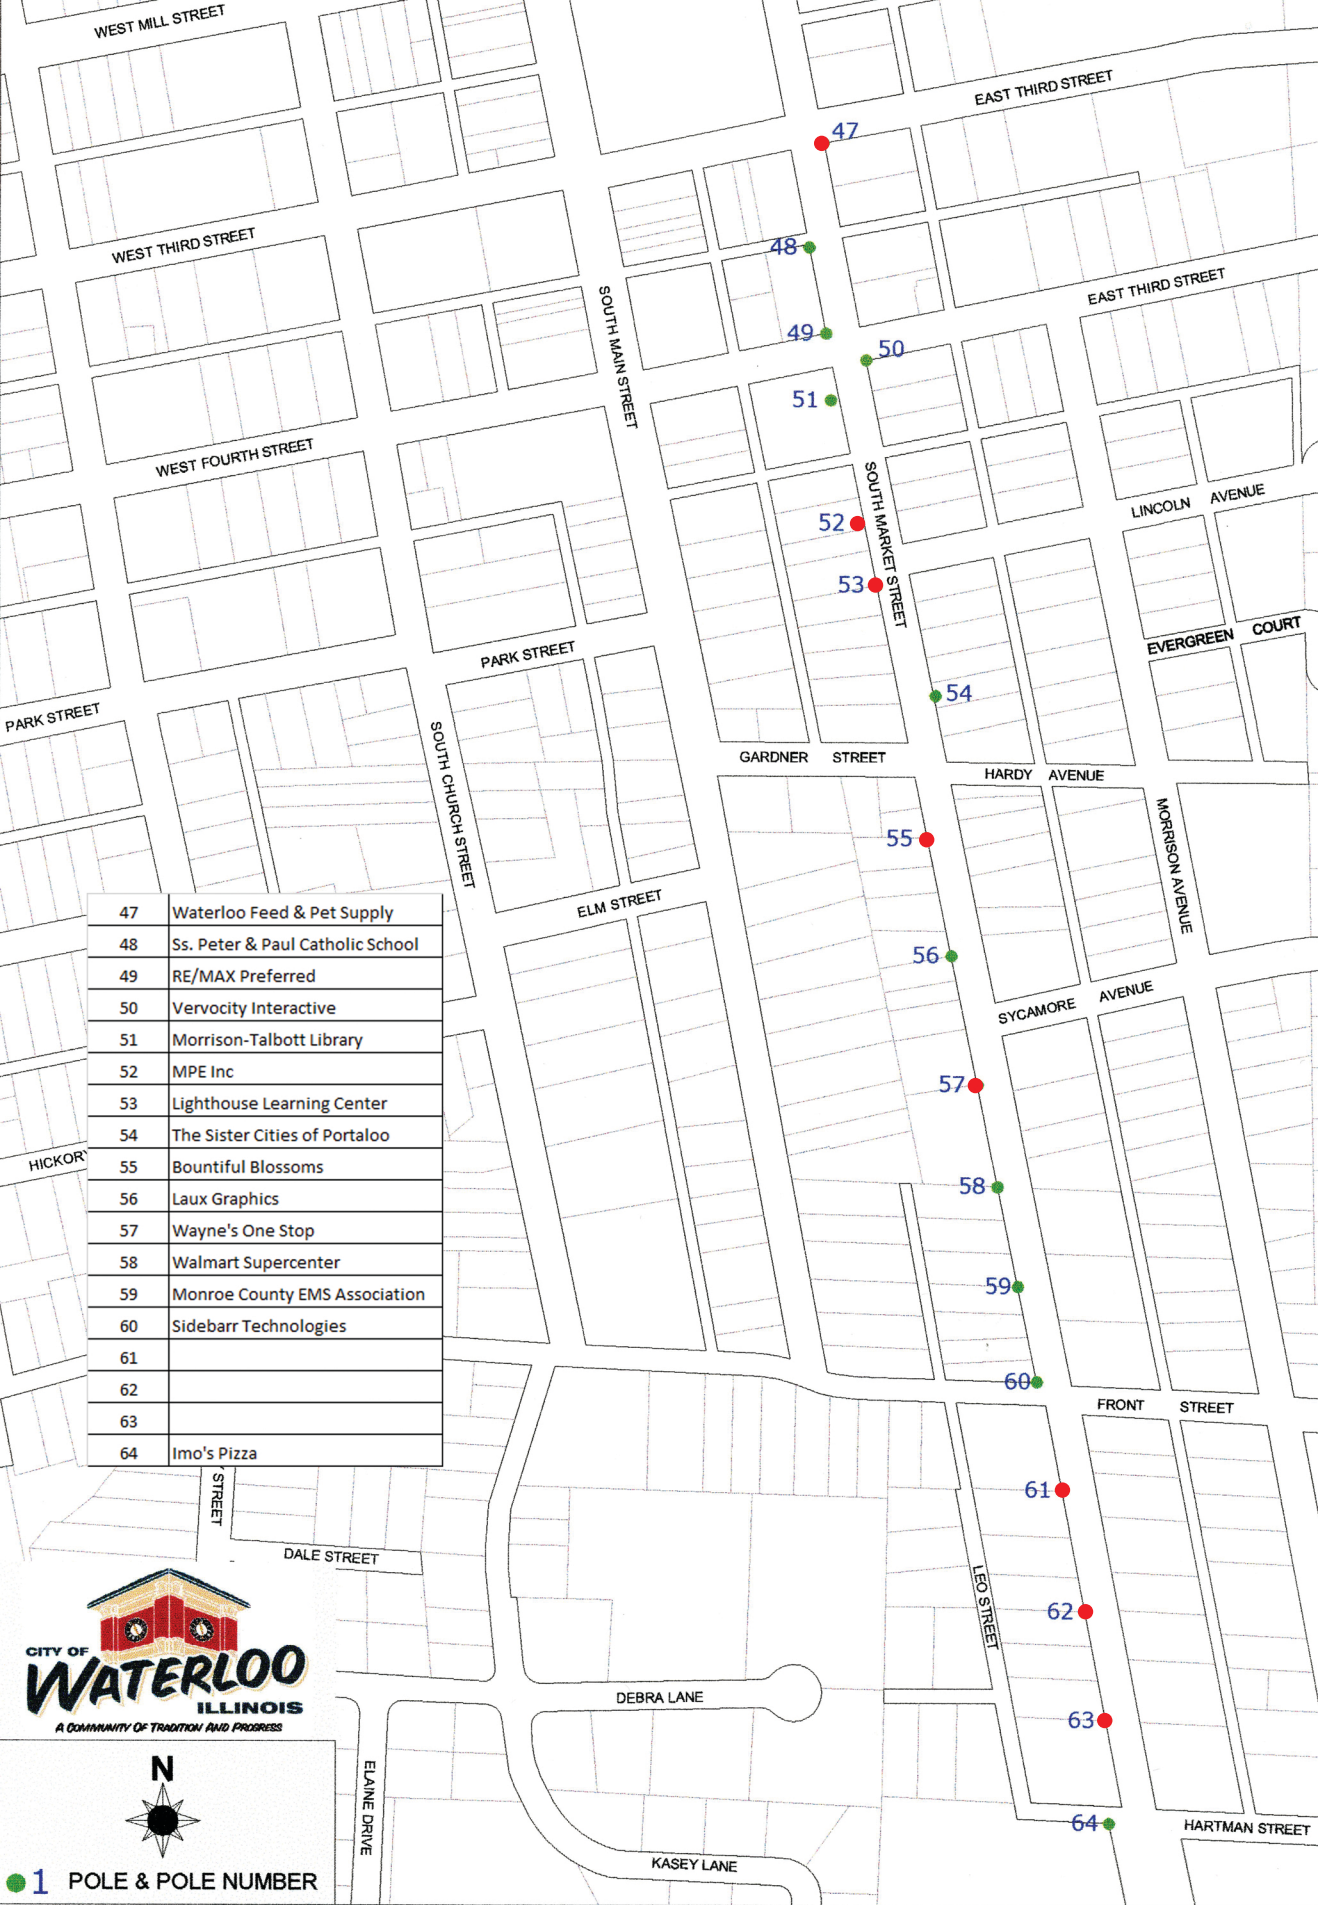 WEST MILL STREET
EAST THIRD STREET
47
WEST THIRD STREET
48
EAST THIRD STREET
SOUTH MAIN STREET
49
50
51
WEST FOURTH STREET
SOUTH MARKET STREET
LINCOLN AVENUE
52
53
EVERGREEN COURT
PARK STREET
54
PARK STREET
SOUTH CHURCH STREET
GARDNER STREET
HARDY AVENUE
MORRISON AVENUE
55
ELM STREET
56
SYCAMORE AVENUE
57
58
59
60
FRONT STREET
61
LEO STREET
62
63
64
HARTMAN STREET
47 Waterloo Feed & Pet Supply
48 Ss. Peter & Paul Catholic School
49 RE/MAX Preferred
50 Vervocity Interactive
51 Morrison-Talbott Library
52 MPE Inc
53 Lighthouse Learning Center
54 The Sister Cities of Portaloo
55 Bountiful Blossoms
56 Laux Graphics
57 Wayne's One Stop
58 Walmart Supercenter
59 Monroe County EMS Association
60 Sidebarr Technologies
61
62
63
64 Imo's Pizza
HICKORY
STREET
DALE STREET
DEBRA LANE
ELAINE DRIVE
KASEY LANE
CITY OF
WATERLOO
ILLINOIS
A COMMUNITY OF TRADITION AND PROGRESS
N
1 POLE & POLE NUMBER